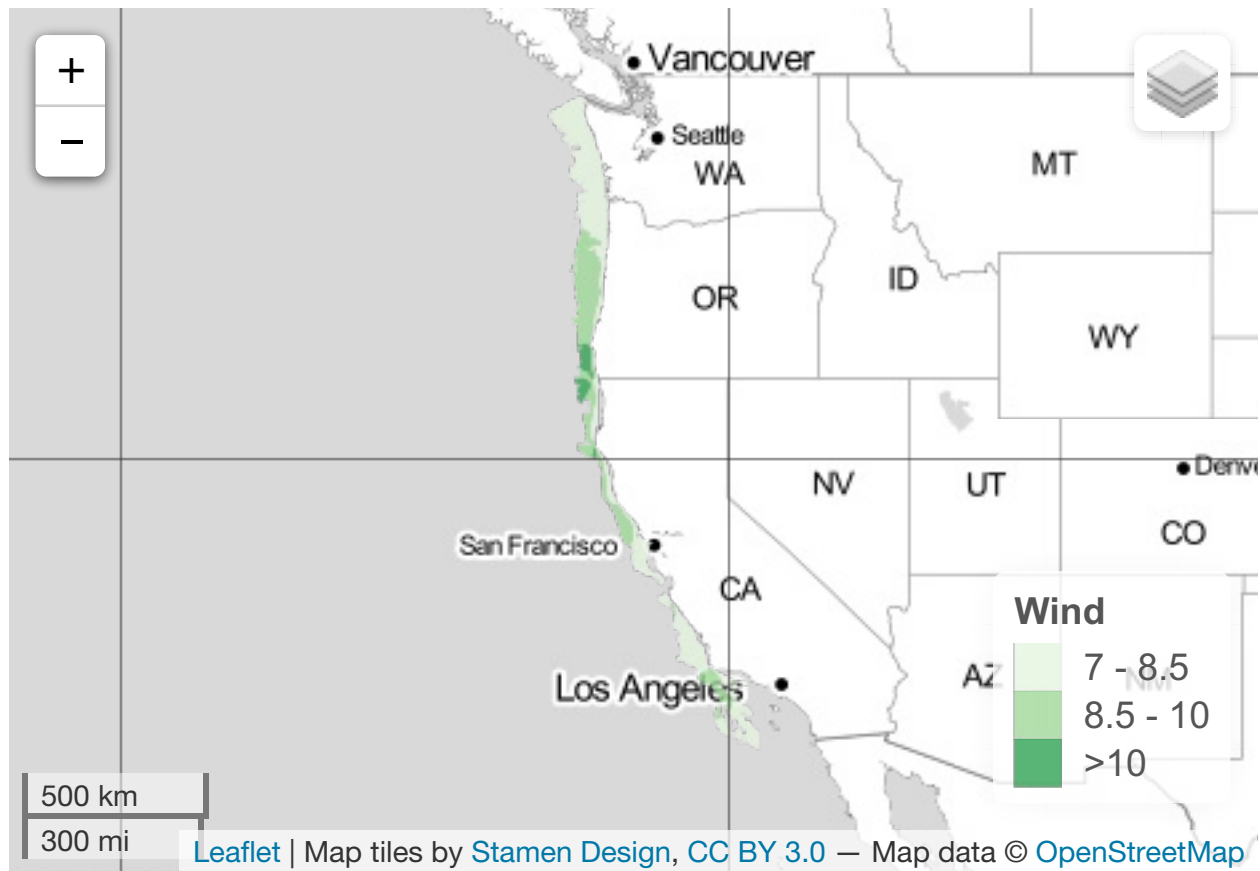 +
−
Vancouver
Seattle
WA
MT
OR
ID
WY
NV
UT
Denve
CO
San Francisco
CA
Los Angeles
AZ
NM
Wind
7 - 8.5
8.5 - 10
>10
500 km
300 mi
Leaflet | Map tiles by Stamen Design, CC BY 3.0 — Map data © OpenStreetMap